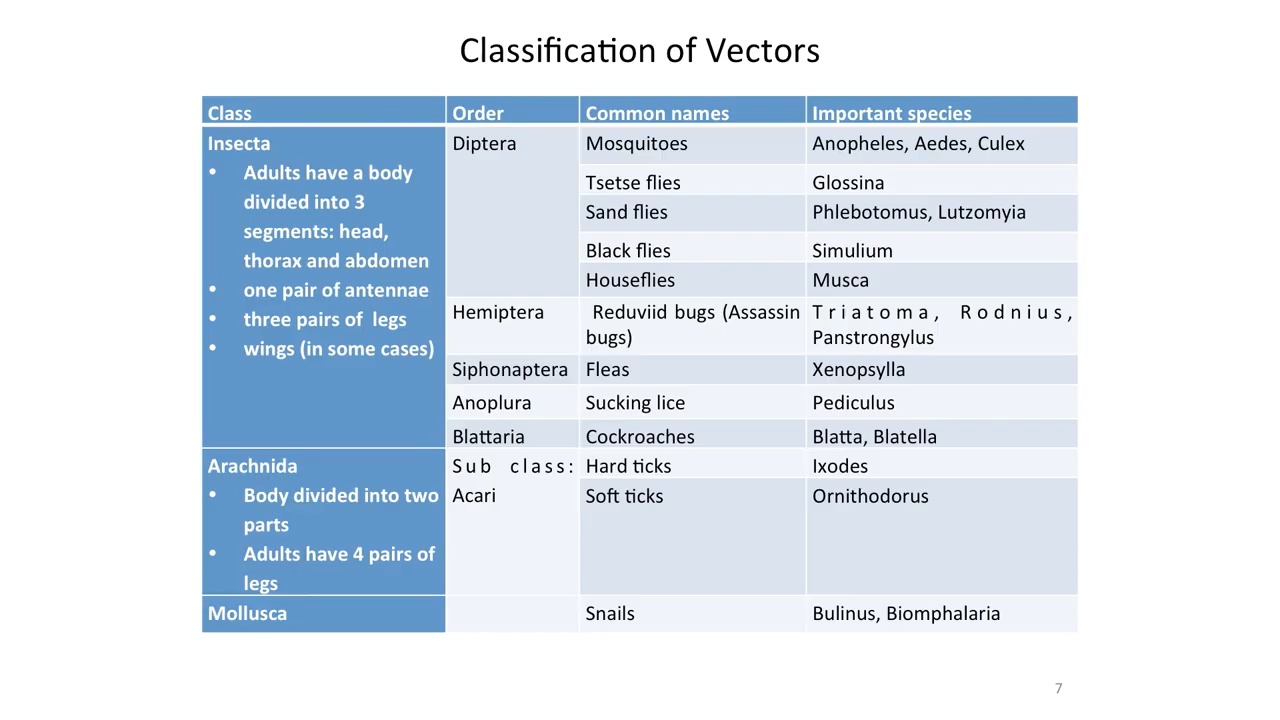 Classification of Vectors
Class Order Common names Important species
Insecta
• Adults have a body
divided into 3
segments: head,
thorax and abdomen
• one pair of antennae
• three pairs of legs
• wings (in some cases)
Diptera
Mosquitoes Anopheles, Aedes, Culex
Tsetse flies Glossina
Sand flies Phlebotomus, Lutzomyia
Black flies Simulium
Houseflies Musca
Hemiptera Reduviid bugs (Assassin Triatoma, Rodnius,
bugs) Panstrongylus
Siphonaptera Fleas Xenopsylla
Anoplura Sucking lice Pediculus
Blattaria Cockroaches Blatta, Blatella
Arachnida
• Body divided into two
parts
• Adults have 4 pairs of
legs
Sub class:
Acari
Hard ticks Ixodes
Soft ticks Ornithodorus
Mollusca Snails Bulinus, Biomphalaria
7